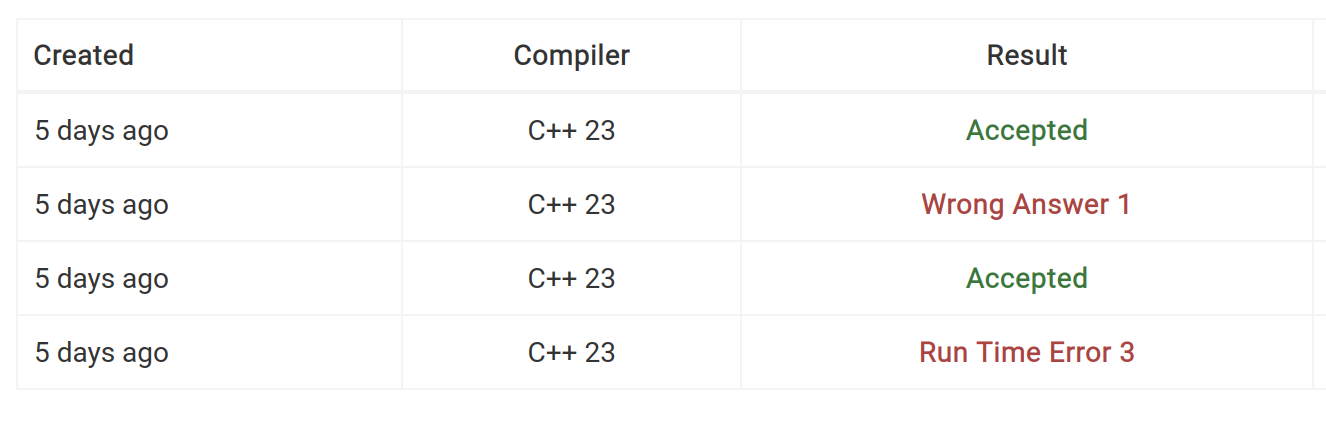 Created Compiler Result
5 days ago C++ 23 Accepted
5 days ago C++ 23 Wrong Answer 1
5 days ago C++ 23 Accepted
5 days ago C++ 23 Run Time Error 3